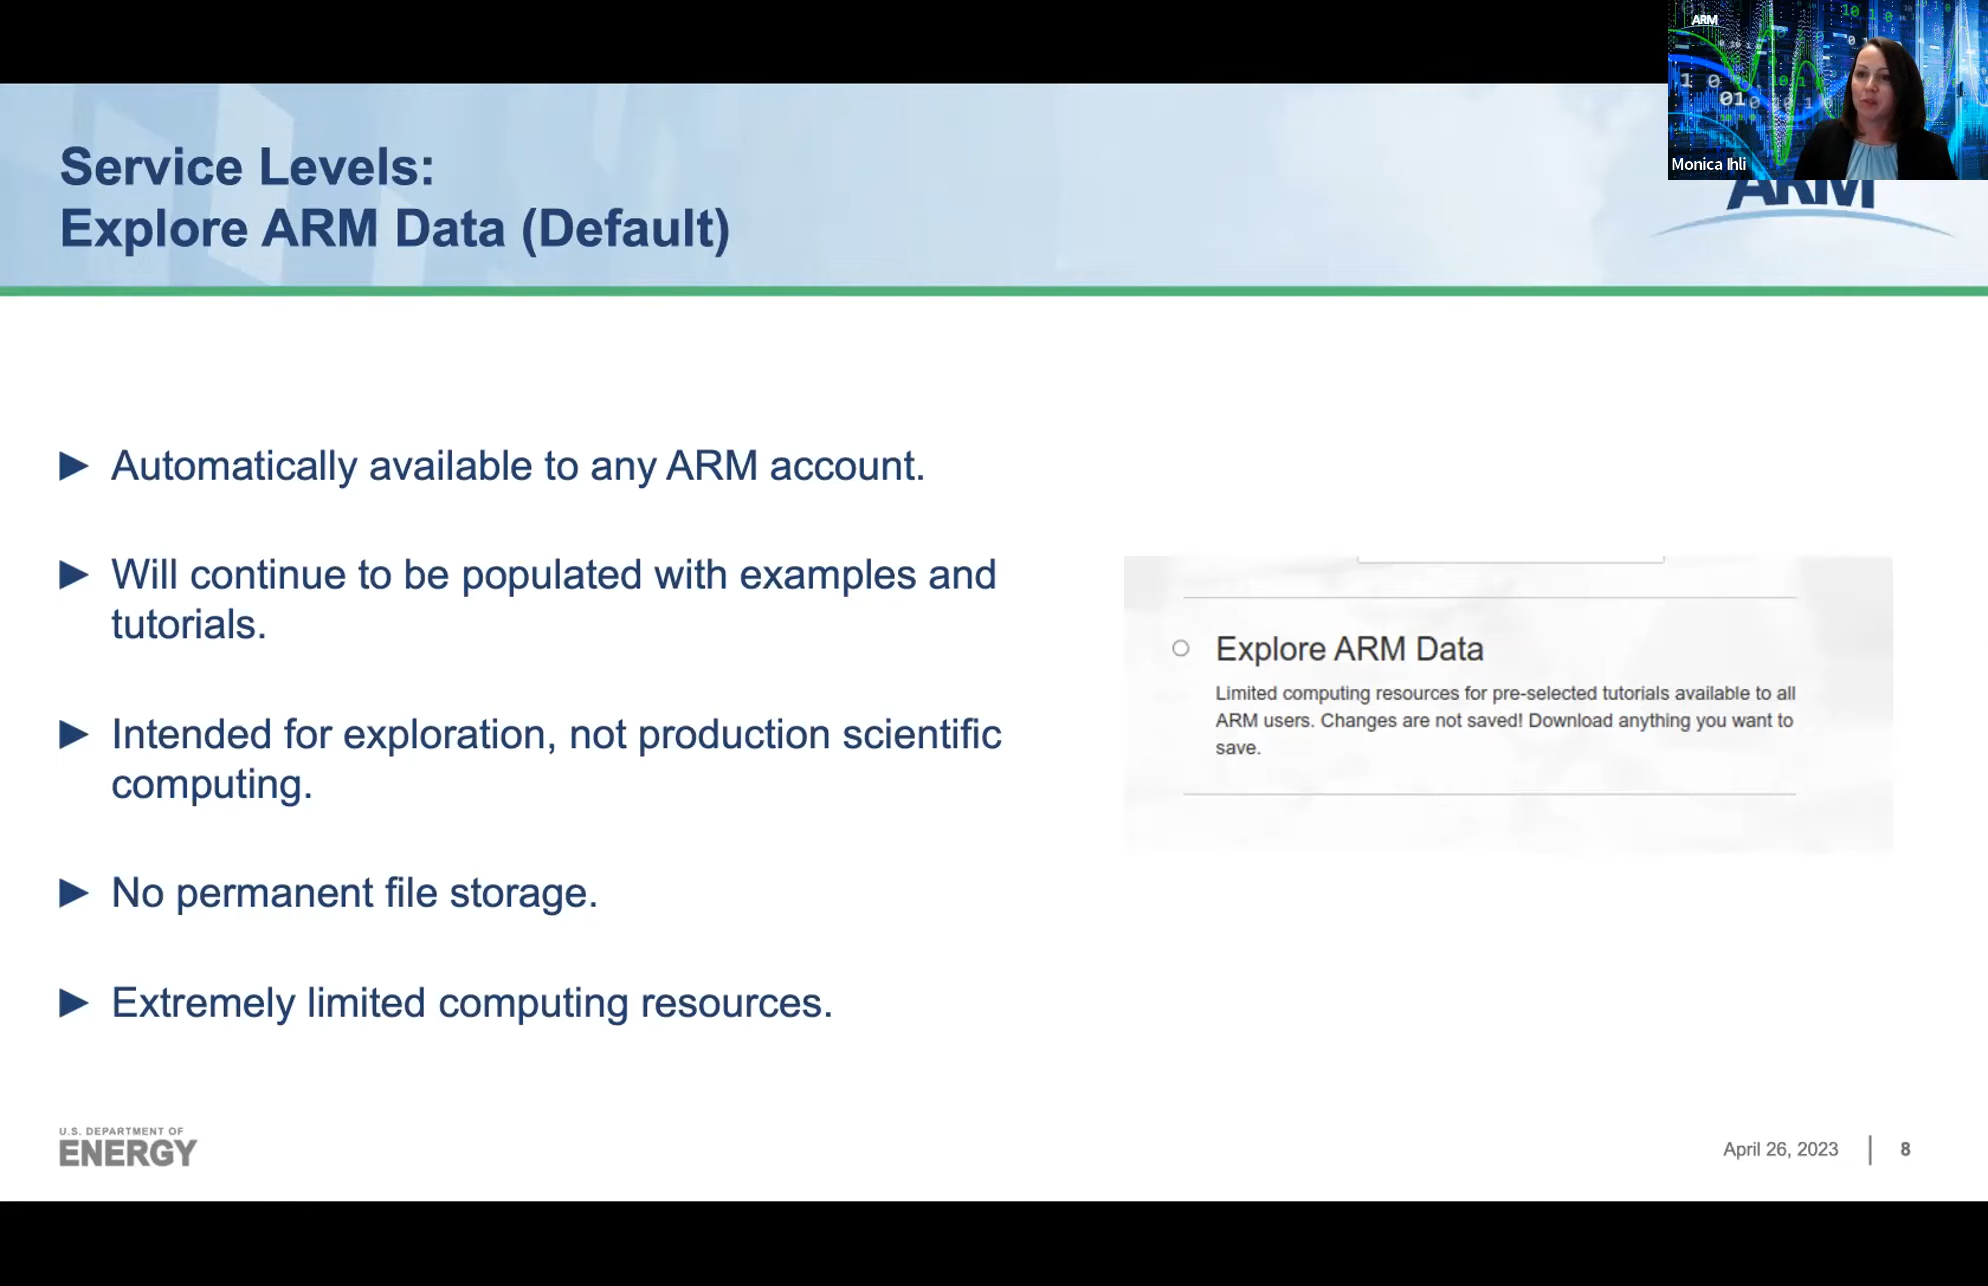 ARM
Monica Ihli
ARM
Service Levels:
Explore ARM Data (Default)
► Automatically available to any ARM account.
► Will continue to be populated with examples and
tutorials.
► Intended for exploration, not production scientific
computing.
► No permanent file storage.
► Extremely limited computing resources.
Explore ARM Data
Limited computing resources for pre-selected tutorials available to all
ARM users. Changes are not saved! Download anything you want to
save.
U.S. DEPARTMENT OF
ENERGY
April 26, 2023 | 8